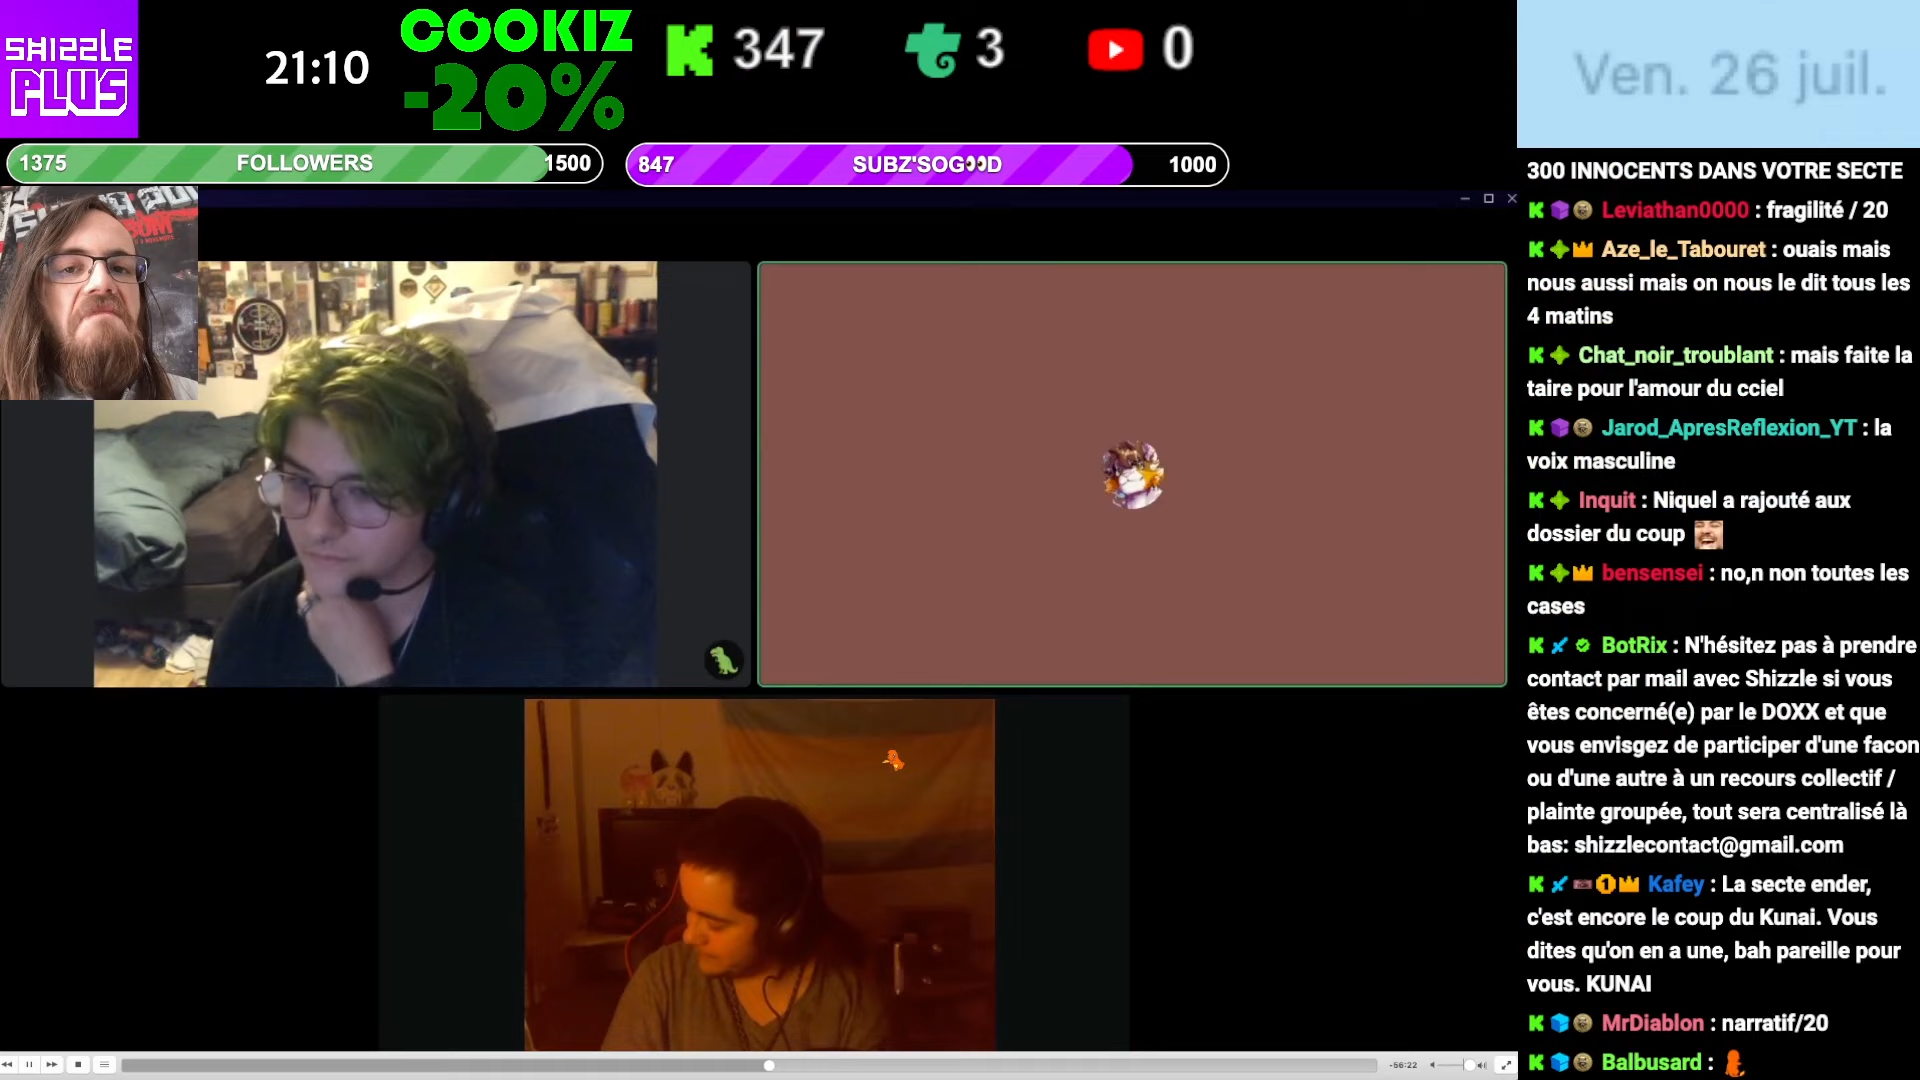 SHIZZLE
PLUS
21:10
COOKIZ
-20%
347
3
0
Ven. 26 juil.
1375 FOLLOWERS 1500
847 SUBZ'SOG👀D 1000
300 INNOCENTS DANS VOTRE SECTE
Leviathan0000 : fragilité / 20
Aze_le_Tabouret : ouais mais
nous aussi mais on nous le dit tous les
4 matins
Chat_noir_troublant : mais faite la
taire pour l'amour du cciel
Jarod_ApresReflexion_YT : la
voix masculine
Inquit : Niquel a rajouté aux
dossier du coup
bensensei : no,n non toutes les
cases
BotRix : N'hésitez pas à prendre
contact par mail avec Shizzle si vous
êtes concerné(e) par le DOXX et que
vous envisgez de participer d'une facon
ou d'une autre à un recours collectif /
plainte groupée, tout sera centralisé là
bas: shizzlecontact@gmail.com
Kafey : La secte ender,
c'est encore le coup du Kunai. Vous
dites qu'on en a une, bah pareille pour
vous. KUNAI
MrDiablon : narratif/20
Balbusard :
-56:22